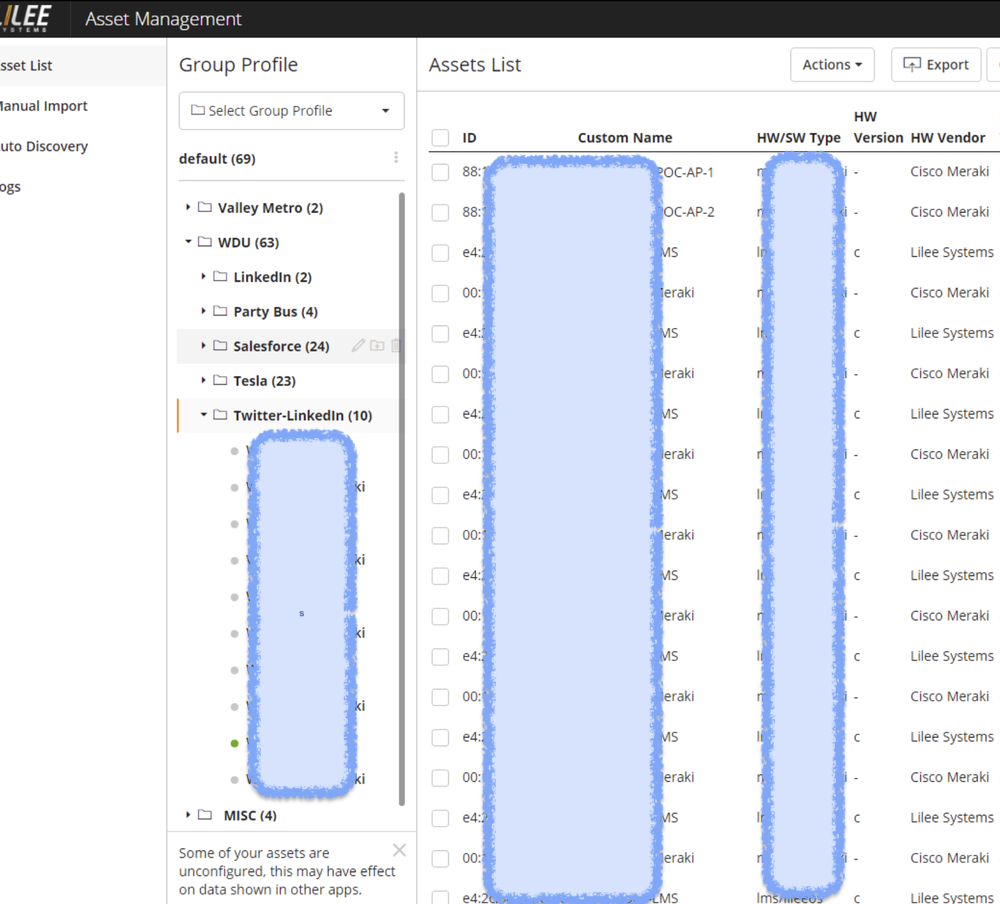 LILEE
SYSTEMS
Asset Management
sset List
Manual Import
uto Discovery
ogs
Group Profile
Select Group Profile
default (69)
Valley Metro (2)
WDU (63)
LinkedIn (2)
Party Bus (4)
Salesforce (24)
Tesla (23)
Twitter-LinkedIn (10)
ki
ki
ki
s
ki
ki
MISC (4)
Some of your assets are
unconfigured, this may have effect
on data shown in other apps.
Assets List
Actions
Export
ID Custom Name HW/SW Type HW Version HW Vendor
88: POC-AP-1 - Cisco Meraki
88: OC-AP-2 - Cisco Meraki
e4: MS c Lilee Systems
00: eraki - Cisco Meraki
e4: MS c Lilee Systems
00: eraki - Cisco Meraki
e4: MS c Lilee Systems
00: eraki - Cisco Meraki
e4: MS c Lilee Systems
00: eraki - Cisco Meraki
e4: MS c Lilee Systems
00: eraki - Cisco Meraki
e4: MS c Lilee Systems
00: eraki - Cisco Meraki
e4: MS c Lilee Systems
00: eraki - Cisco Meraki
e4: MS c Lilee Systems
00: eraki - Cisco Meraki
e4:2 LMS lms/lileeos c Lilee Systems